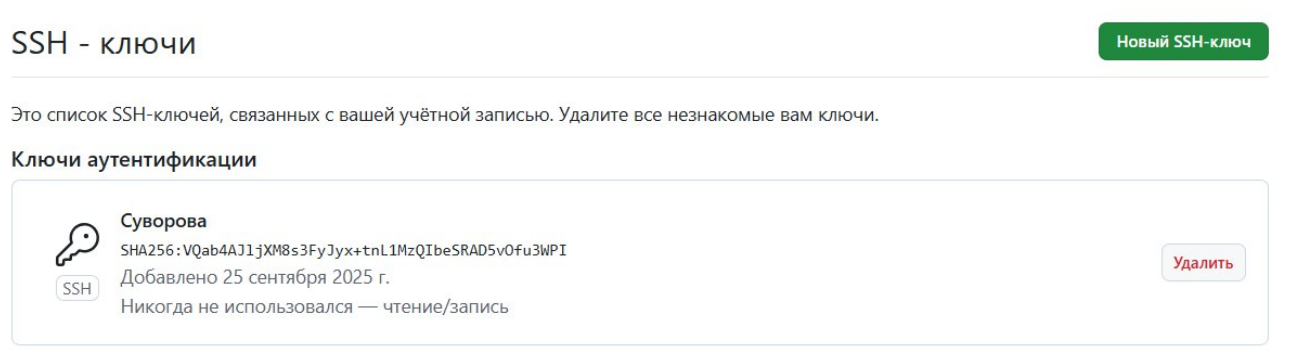 SSH - ключи
Новый SSH-ключ
Это список SSH-ключей, связанных с вашей учётной записью. Удалите все незнакомые вам ключи.
Ключи аутентификации
Суворова
SHA256:VQab4AJ1jXM8s3FyJyx+tnL1MzQIbeSRAD5vOfu3WPI
Добавлено 25 сентября 2025 г.
Никогда не использовался — чтение/запись
SSH
Удалить